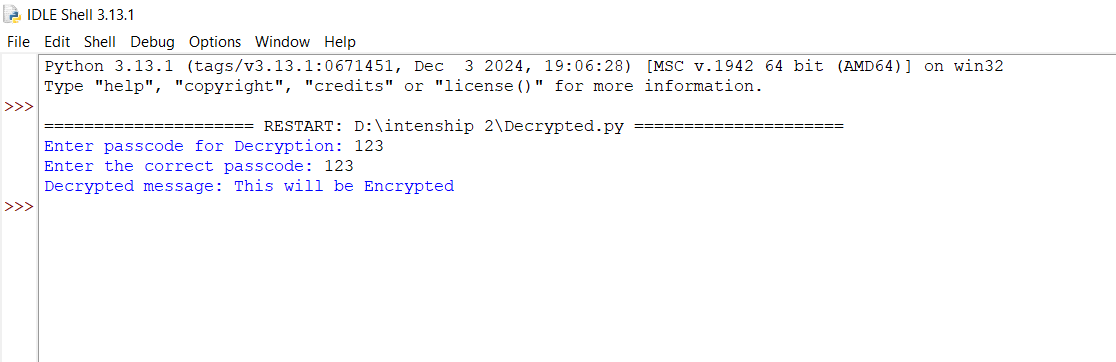 IDLE Shell 3.13.1
File Edit Shell Debug Options Window Help
Python 3.13.1 (tags/v3.13.1:0671451, Dec  3 2024, 19:06:28) [MSC v.1942 64 bit (AMD64)] on win32
Type "help", "copyright", "credits" or "license()" for more information.
>>>
===================== RESTART: D:\intenship 2\Decrypted.py =====================
Enter passcode for Decryption: 123
Enter the correct passcode: 123
Decrypted message: This will be Encrypted
>>>